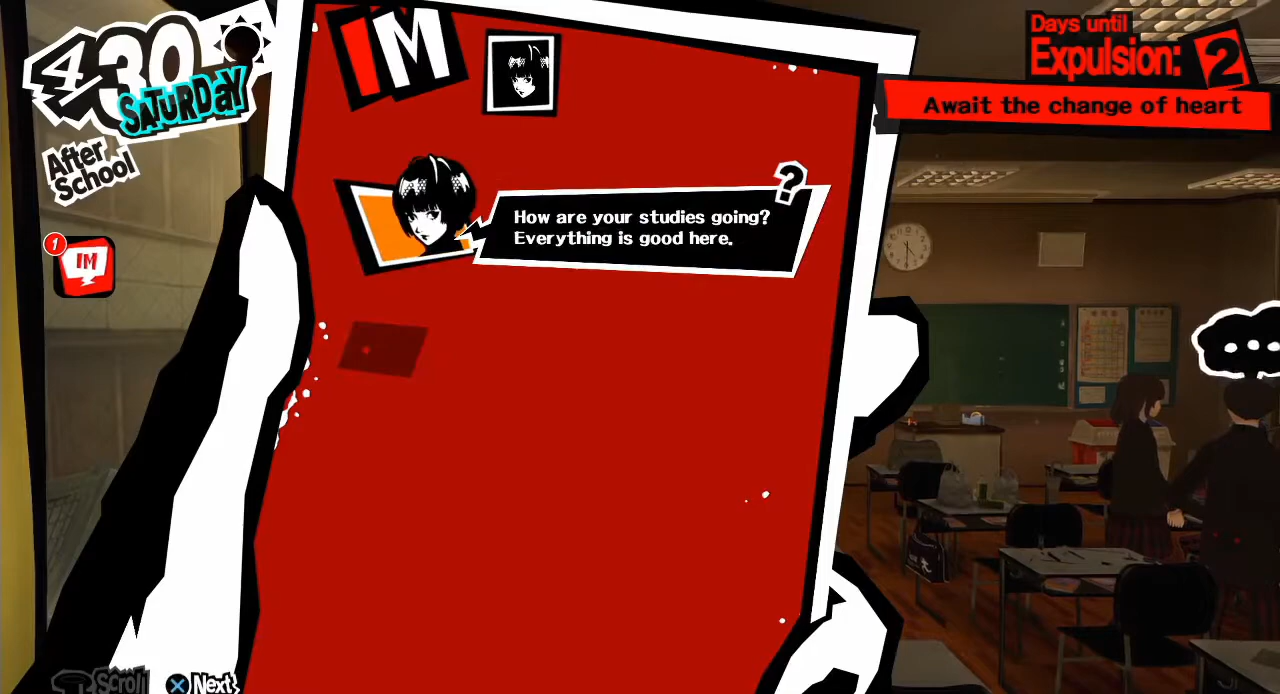 4/30
SATURDAY
After
School
1
IM
IM
How are your studies going?
Everything is good here.
?
Days until
Expulsion: 2
Await the change of heart
...
Scroll
Next